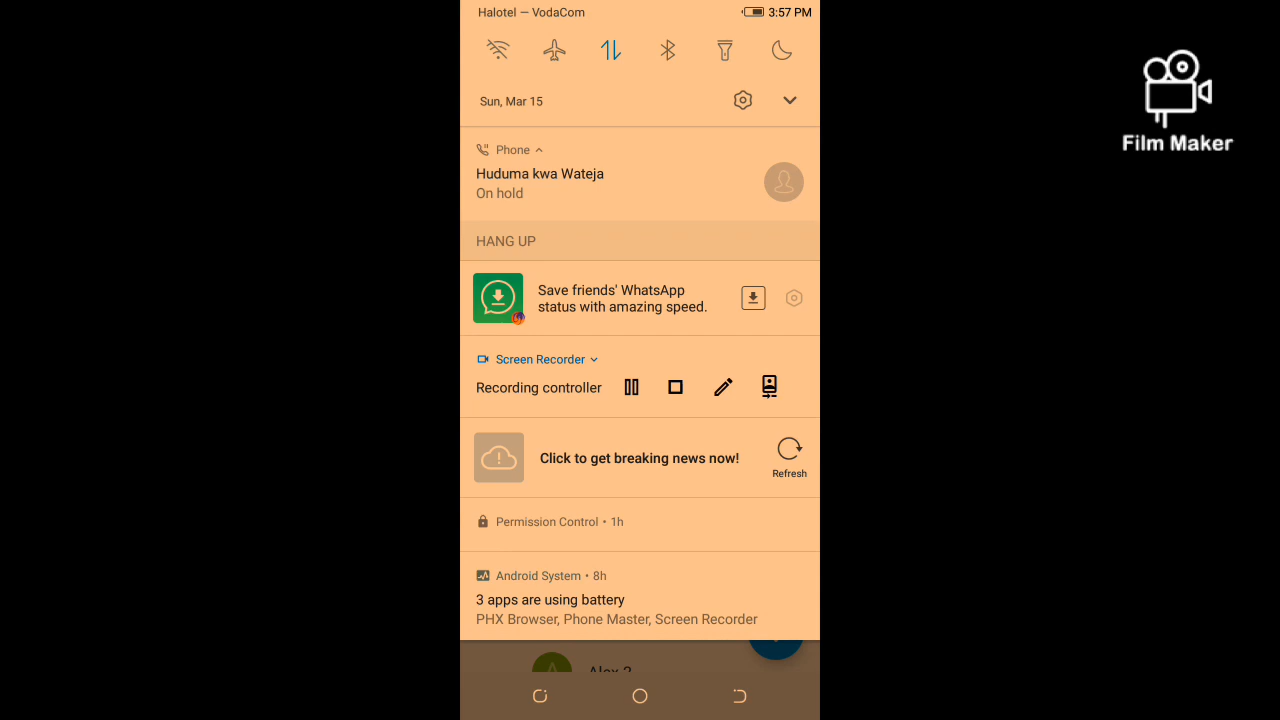 Halotel — VodaCom
3:57 PM
Sun, Mar 15
Phone
Huduma kwa Wateja
On hold
HANG UP
Save friends' WhatsApp
status with amazing speed.
Screen Recorder
Recording controller
Click to get breaking news now!
Refresh
Permission Control • 1h
Android System • 8h
3 apps are using battery
PHX Browser, Phone Master, Screen Recorder
A
Film Maker